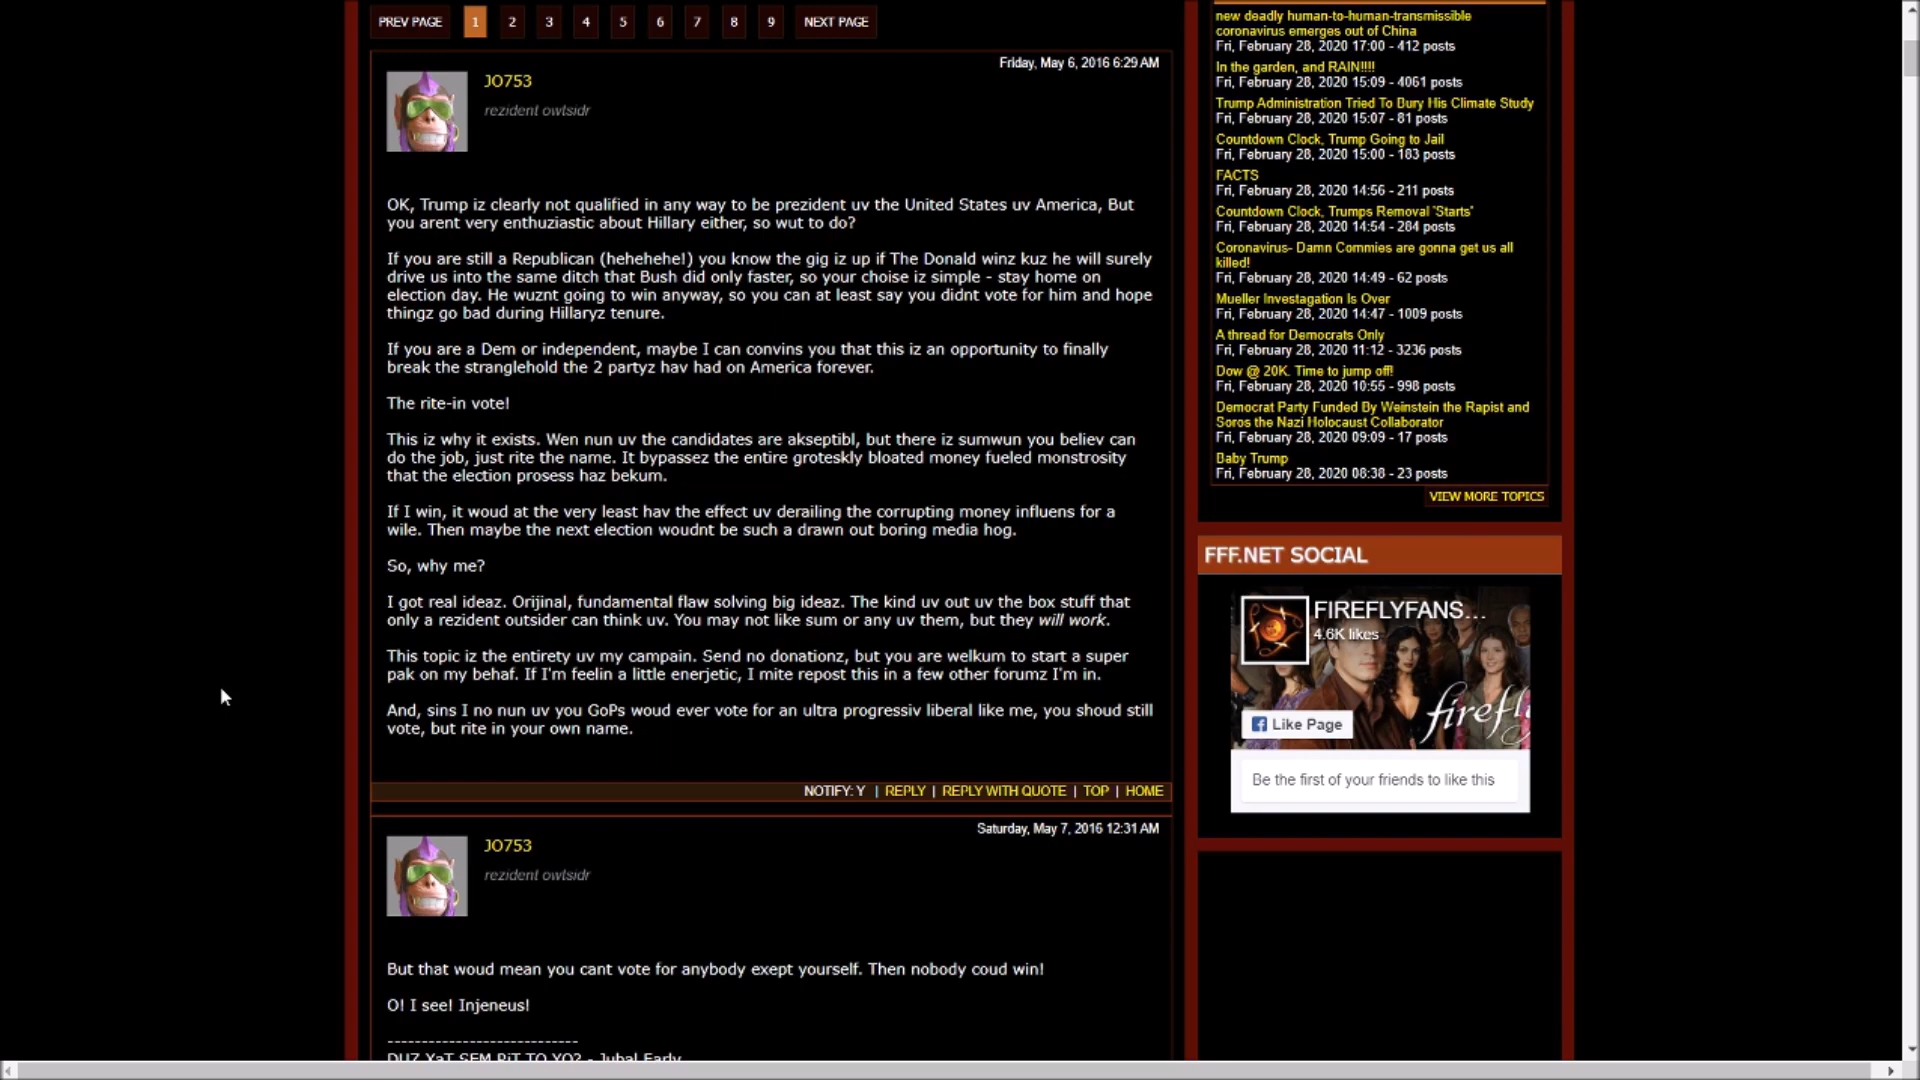 PREV PAGE 1 2 3 4 5 6 7 8 9 NEXT PAGE
Friday, May 6, 2016 6:29 AM
JO753
rezident owtsidr
OK, Trump iz clearly not qualified in any way to be prezident uv the United States uv America, But
you arent very enthuziastic about Hillary either, so wut to do?
If you are still a Republican (hehehehe!) you know the gig iz up if The Donald winz kuz he will surely
drive us into the same ditch that Bush did only faster, so your choise iz simple - stay home on
election day. He wuznt going to win anyway, so you can at least say you didnt vote for him and hope
thingz go bad during Hillaryz tenure.
If you are a Dem or independent, maybe I can convins you that this iz an opportunity to finally
break the stranglehold the 2 partyz hav had on America forever.
The rite-in vote!
This iz why it exists. Wen nun uv the candidates are akseptibl, but there iz sumwun you believ can
do the job, just rite the name. It bypassez the entire groteskly bloated money fueled monstrosity
that the election prosess haz bekum.
If I win, it woud at the very least hav the effect uv derailing the corrupting money influens for a
wile. Then maybe the next election woudnt be such a drawn out boring media hog.
So, why me?
I got real ideaz. Orijinal, fundamental flaw solving big ideaz. The kind uv out uv the box stuff that
only a rezident outsider can think uv. You may not like sum or any uv them, but they will work.
This topic iz the entirety uv my campain. Send no donationz, but you are welkum to start a super
pak on my behaf. If I'm feelin a little enerjetic, I mite repost this in a few other forumz I'm in.
And, sins I no nun uv you GoPs woud ever vote for an ultra progressiv liberal like me, you shoud still
vote, but rite in your own name.
NOTIFY: Y | REPLY | REPLY WITH QUOTE | TOP | HOME
Saturday, May 7, 2016 12:31 AM
JO753
rezident owtsidr
But that woud mean you cant vote for anybody exept yourself. Then nobody coud win!
O! I see! Injeneus!
----------------------------
DUZ XaT SEM RiT TO YO? - Jubal Early
new deadly human-to-human-transmissible
coronavirus emerges out of China
Fri, February 28, 2020 17:00 - 412 posts
In the garden, and RAIN!!!!
Fri, February 28, 2020 15:09 - 4061 posts
Trump Administration Tried To Bury His Climate Study
Fri, February 28, 2020 15:07 - 81 posts
Countdown Clock, Trump Going to Jail
Fri, February 28, 2020 15:00 - 183 posts
FACTS
Fri, February 28, 2020 14:56 - 211 posts
Countdown Clock, Trumps Removal "Starts"
Fri, February 28, 2020 14:54 - 284 posts
Coronavirus- Damn Commies are gonna get us all
killed!
Fri, February 28, 2020 14:49 - 62 posts
Mueller Investagation Is Over
Fri, February 28, 2020 14:47 - 1009 posts
A thread for Democrats Only
Fri, February 28, 2020 11:12 - 3236 posts
Dow @ 20K. Time to jump off!
Fri, February 28, 2020 10:55 - 998 posts
Democrat Party Funded By Weinstein the Rapist and
Soros the Nazi Holocaust Collaborator
Fri, February 28, 2020 09:09 - 17 posts
Baby Trump
Fri, February 28, 2020 08:38 - 23 posts
VIEW MORE TOPICS
FFF.NET SOCIAL
FIREFLYFANS...
4.6K likes
firefly
Like Page
Be the first of your friends to like this